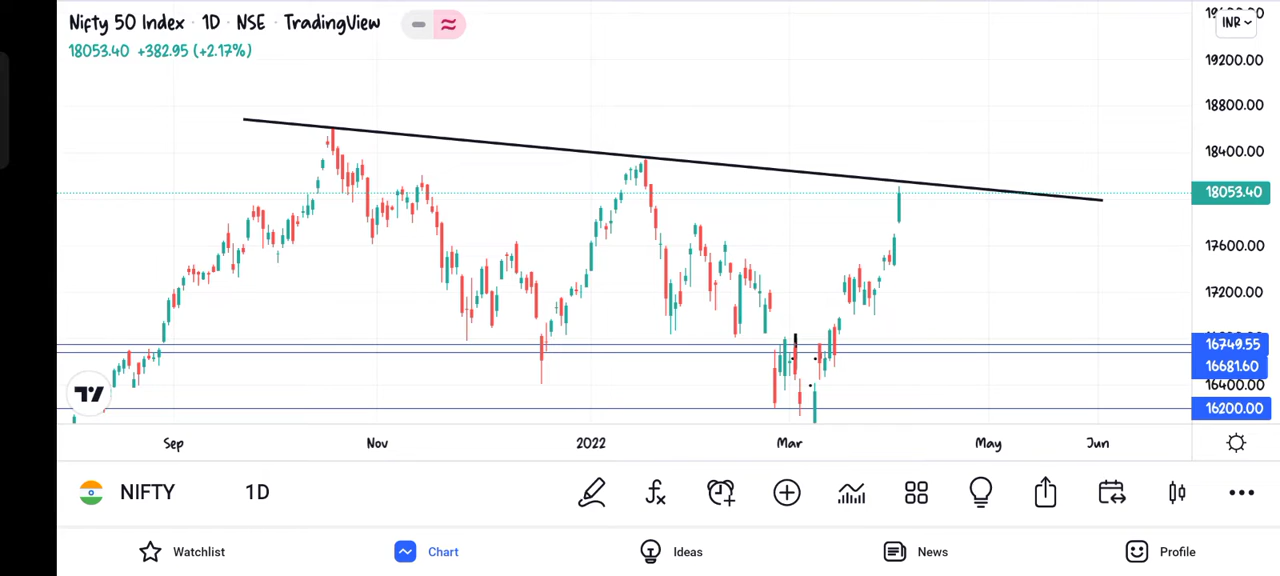 Nifty 50 Index · 1D · NSE · TradingView
INR
18053.40 +382.95 (+2.17%)
19200.00
18800.00
18400.00
18053.40
17600.00
17200.00
16749.55
16681.60
16400.00
16200.00
Sep Nov 2022 Mar May Jun
NIFTY 1D
Watchlist Chart Ideas News Profile